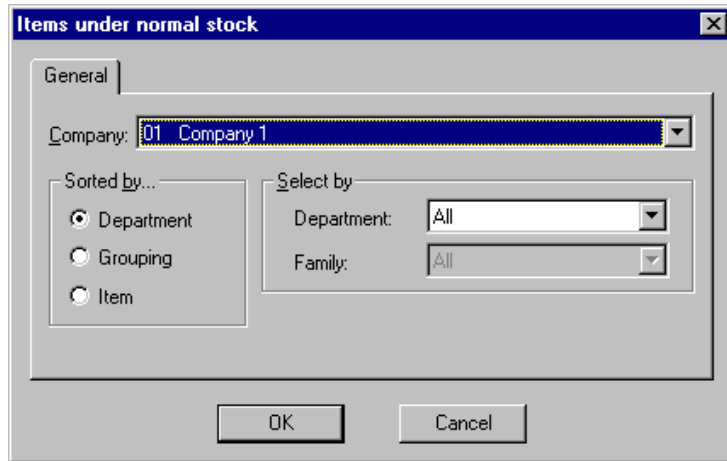 Items under normal stock
General
Company: 01 Company 1
Sorted by...
Department
Grouping
Item
Select by
Department: All
Family: All
OK
Cancel